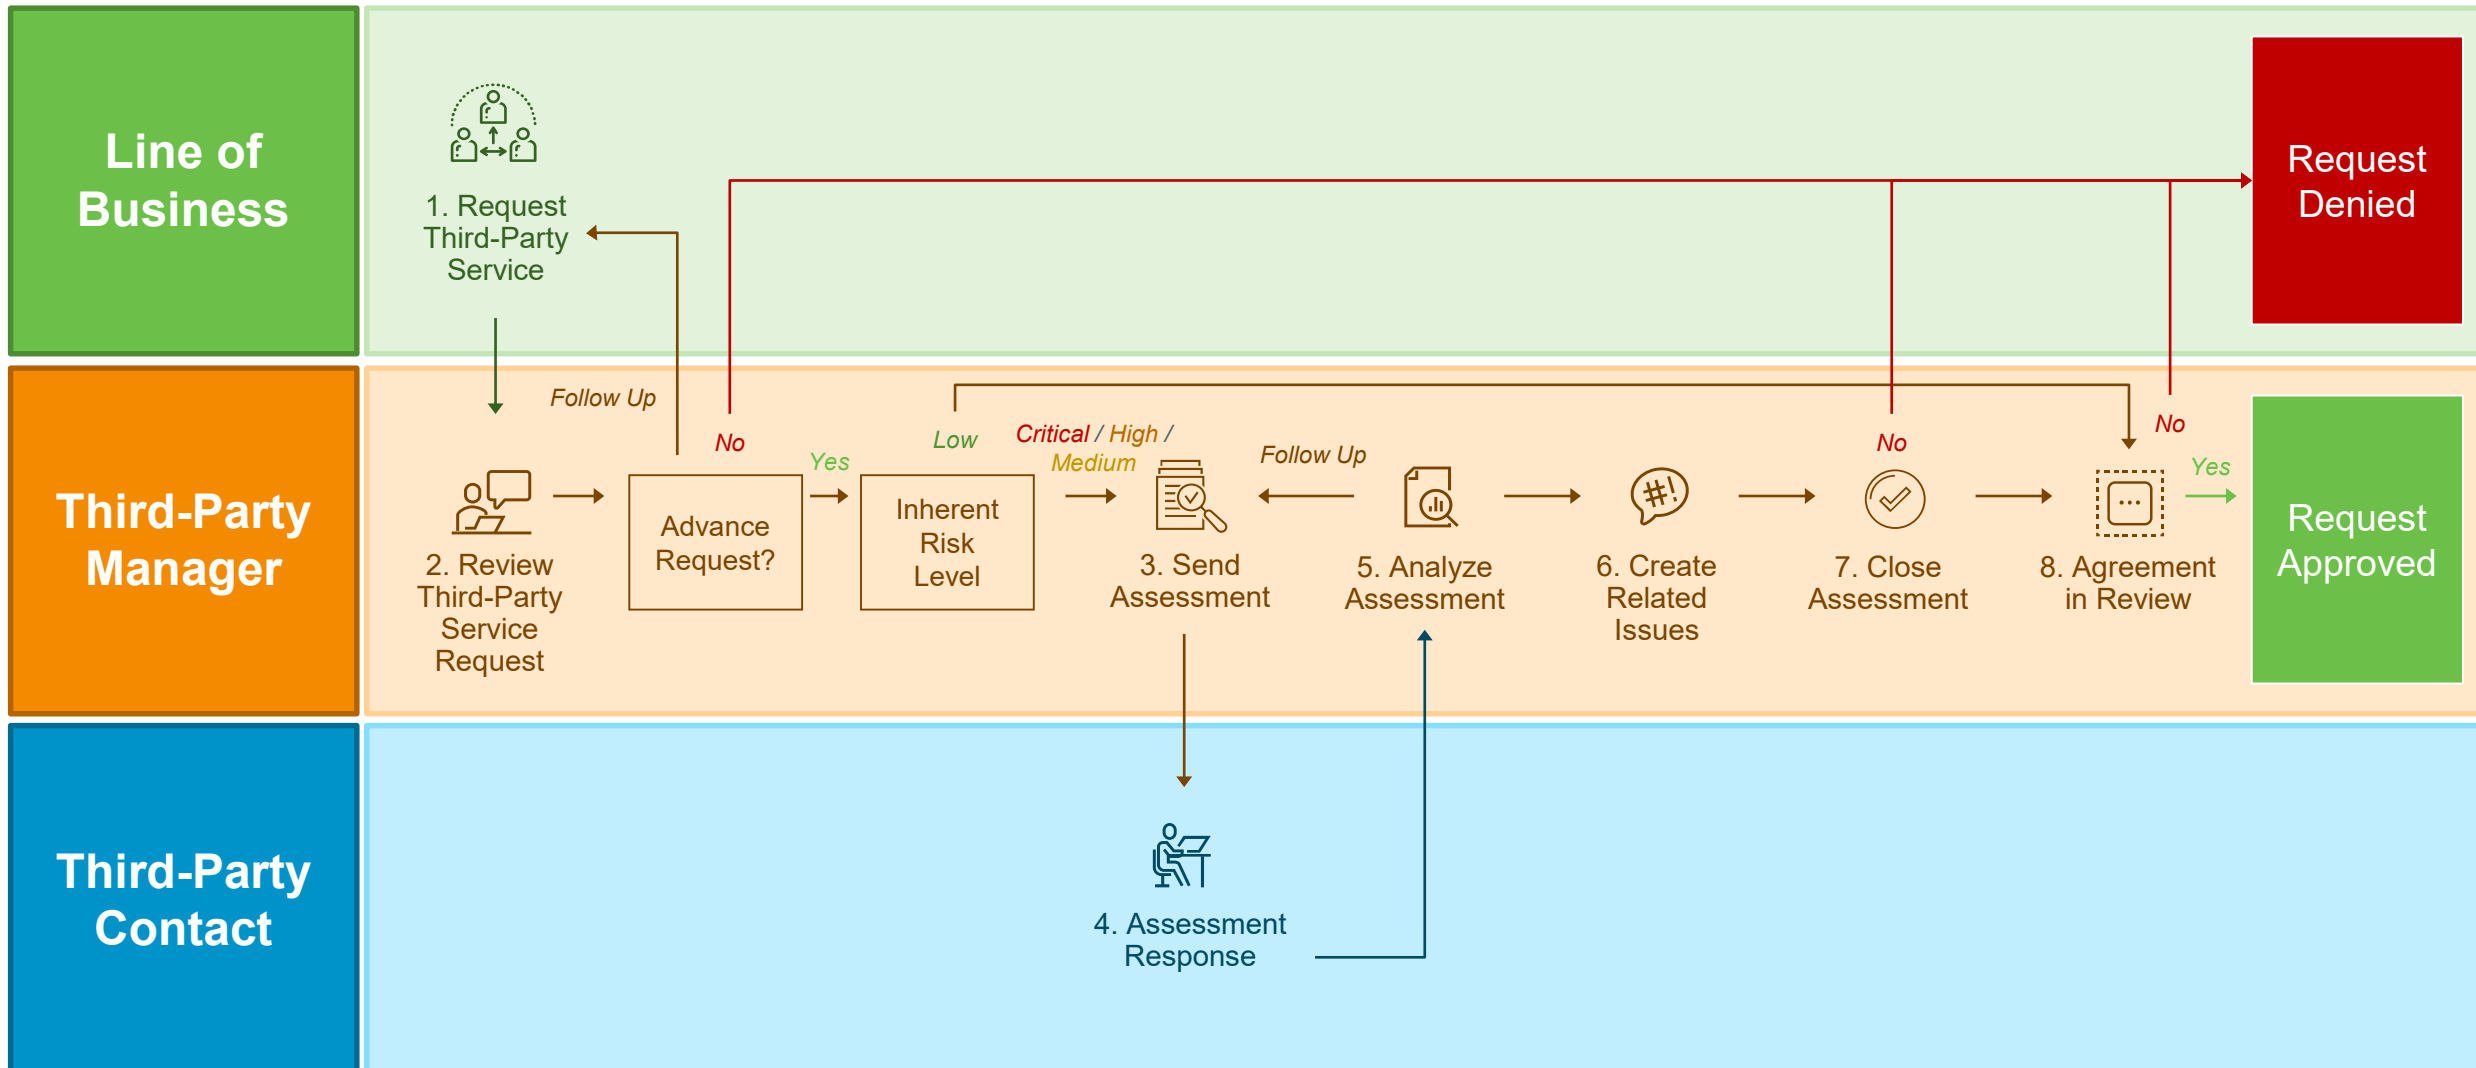 Line of
Business
1. Request
Third-Party
Service
Request
Denied
Third-Party
Manager
Follow Up
No
Yes
Low
Critical / High /
Medium
Follow Up
No
No
Yes
2. Review
Third-Party
Service
Request
Advance
Request?
Inherent
Risk
Level
3. Send
Assessment
5. Analyze
Assessment
#!
6. Create
Related
Issues
7. Close
Assessment
8. Agreement
in Review
Request
Approved
Third-Party
Contact
4. Assessment
Response